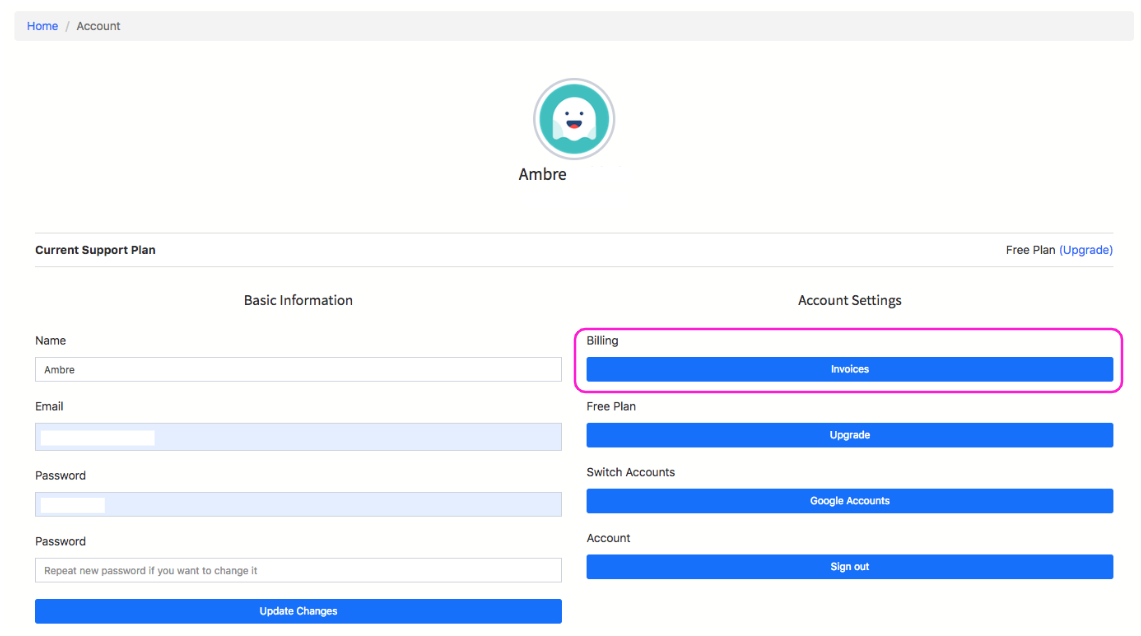 Home / Account
Ambre
Current Support Plan
Free Plan (Upgrade)
Basic Information
Name
Ambre
Email
Password
Password
Repeat new password if you want to change it
Update Changes
Account Settings
Billing
Invoices
Free Plan
Upgrade
Switch Accounts
Google Accounts
Account
Sign out